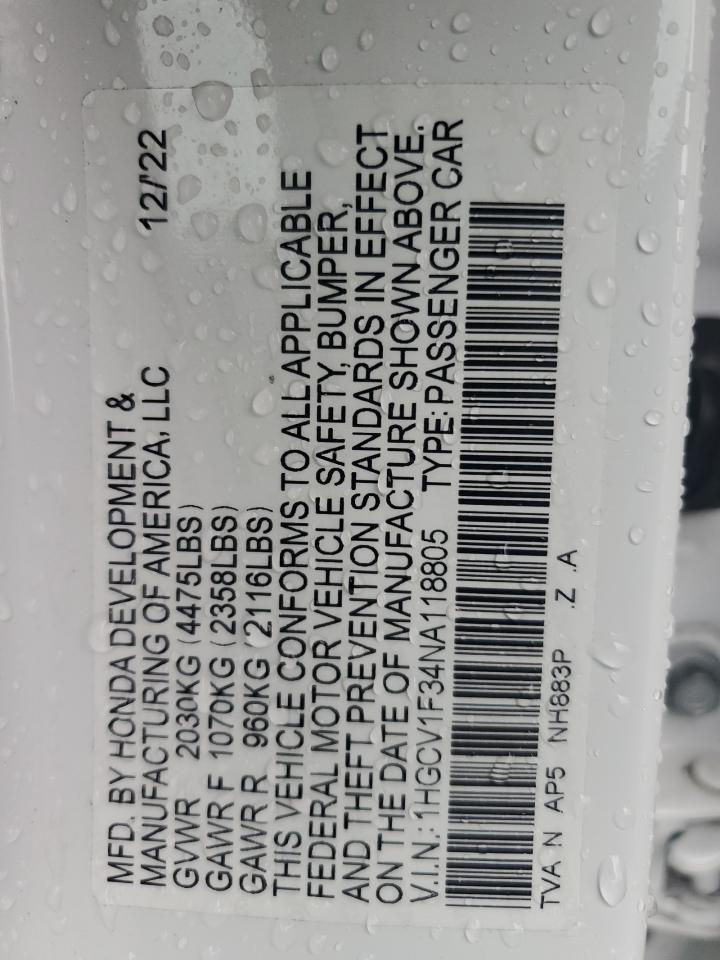 MFD. BY HONDA DEVELOPMENT &
MANUFACTURING OF AMERICA, LLC 12/22
GVWR 2030KG (4475LBS)
GAWR F 1070KG (2358LBS)
GAWR R 960KG (2116LBS)
THIS VEHICLE CONFORMS TO ALL APPLICABLE
FEDERAL MOTOR VEHICLE SAFETY, BUMPER,
AND THEFT PREVENTION STANDARDS IN EFFECT
ON THE DATE OF MANUFACTURE SHOWN ABOVE.
V.I.N.: 1HGCV1F34NA118805 TYPE: PASSENGER CAR
TVA N AP5 NH883P .Z .A